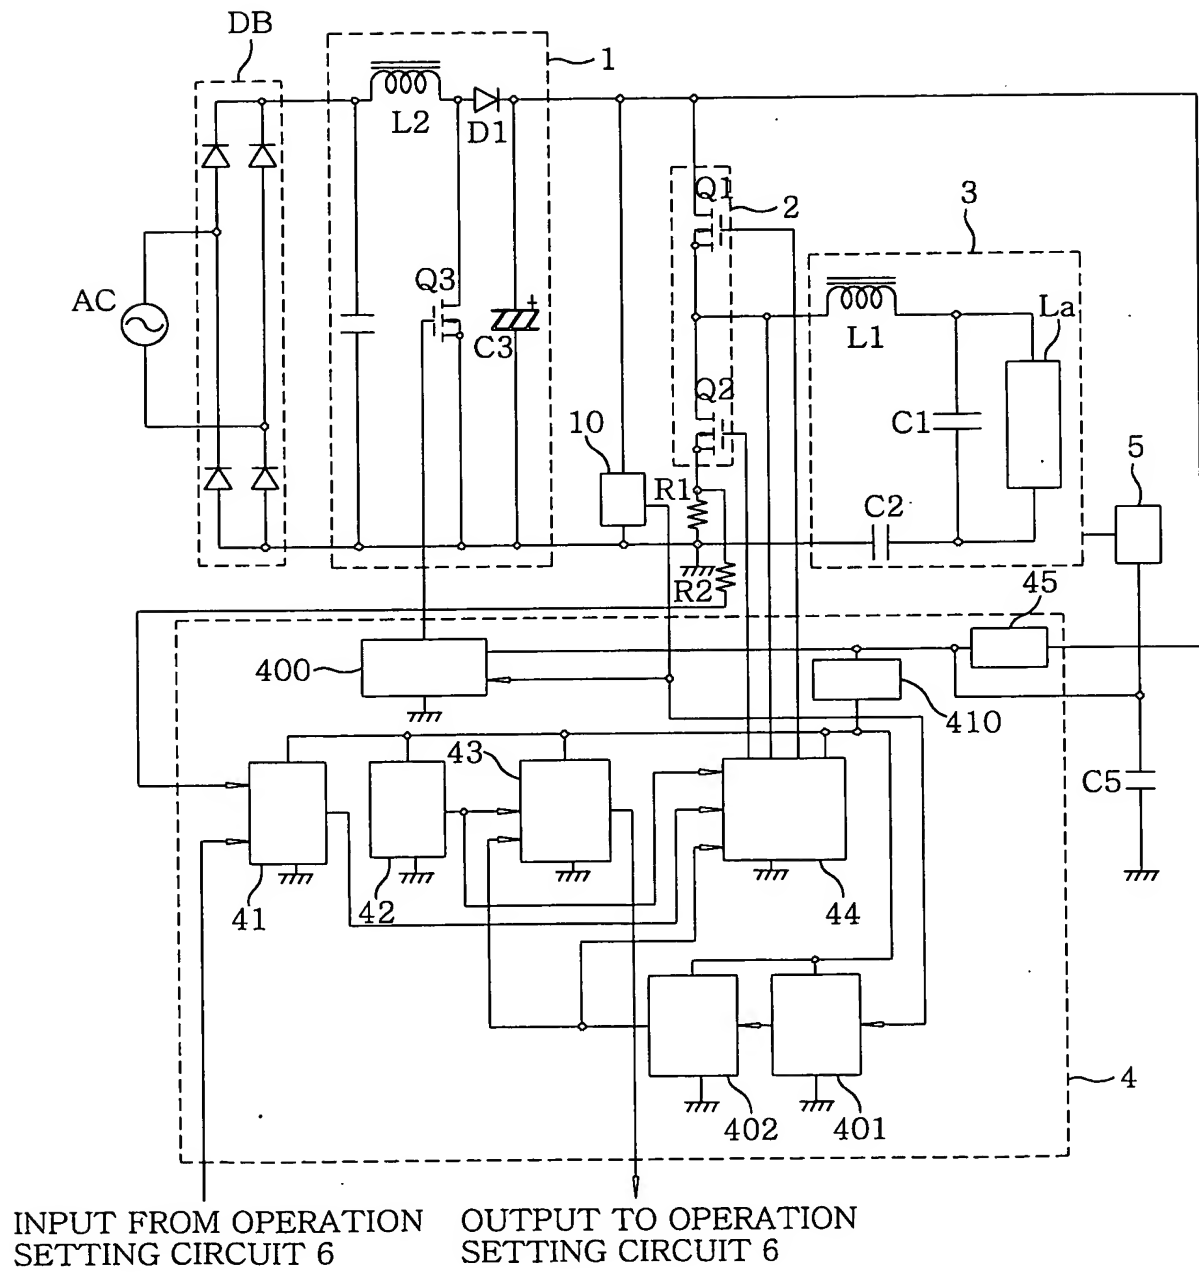 DB
1
L2
D1
Q1
2
3
Q3
AC
La
C3
L1
Q2
C1
10
5
R1
C2
R2
45
400
410
43
C5
41
42
44
4
402
401
INPUT FROM OPERATION
SETTING CIRCUIT 6
OUTPUT TO OPERATION
SETTING CIRCUIT 6